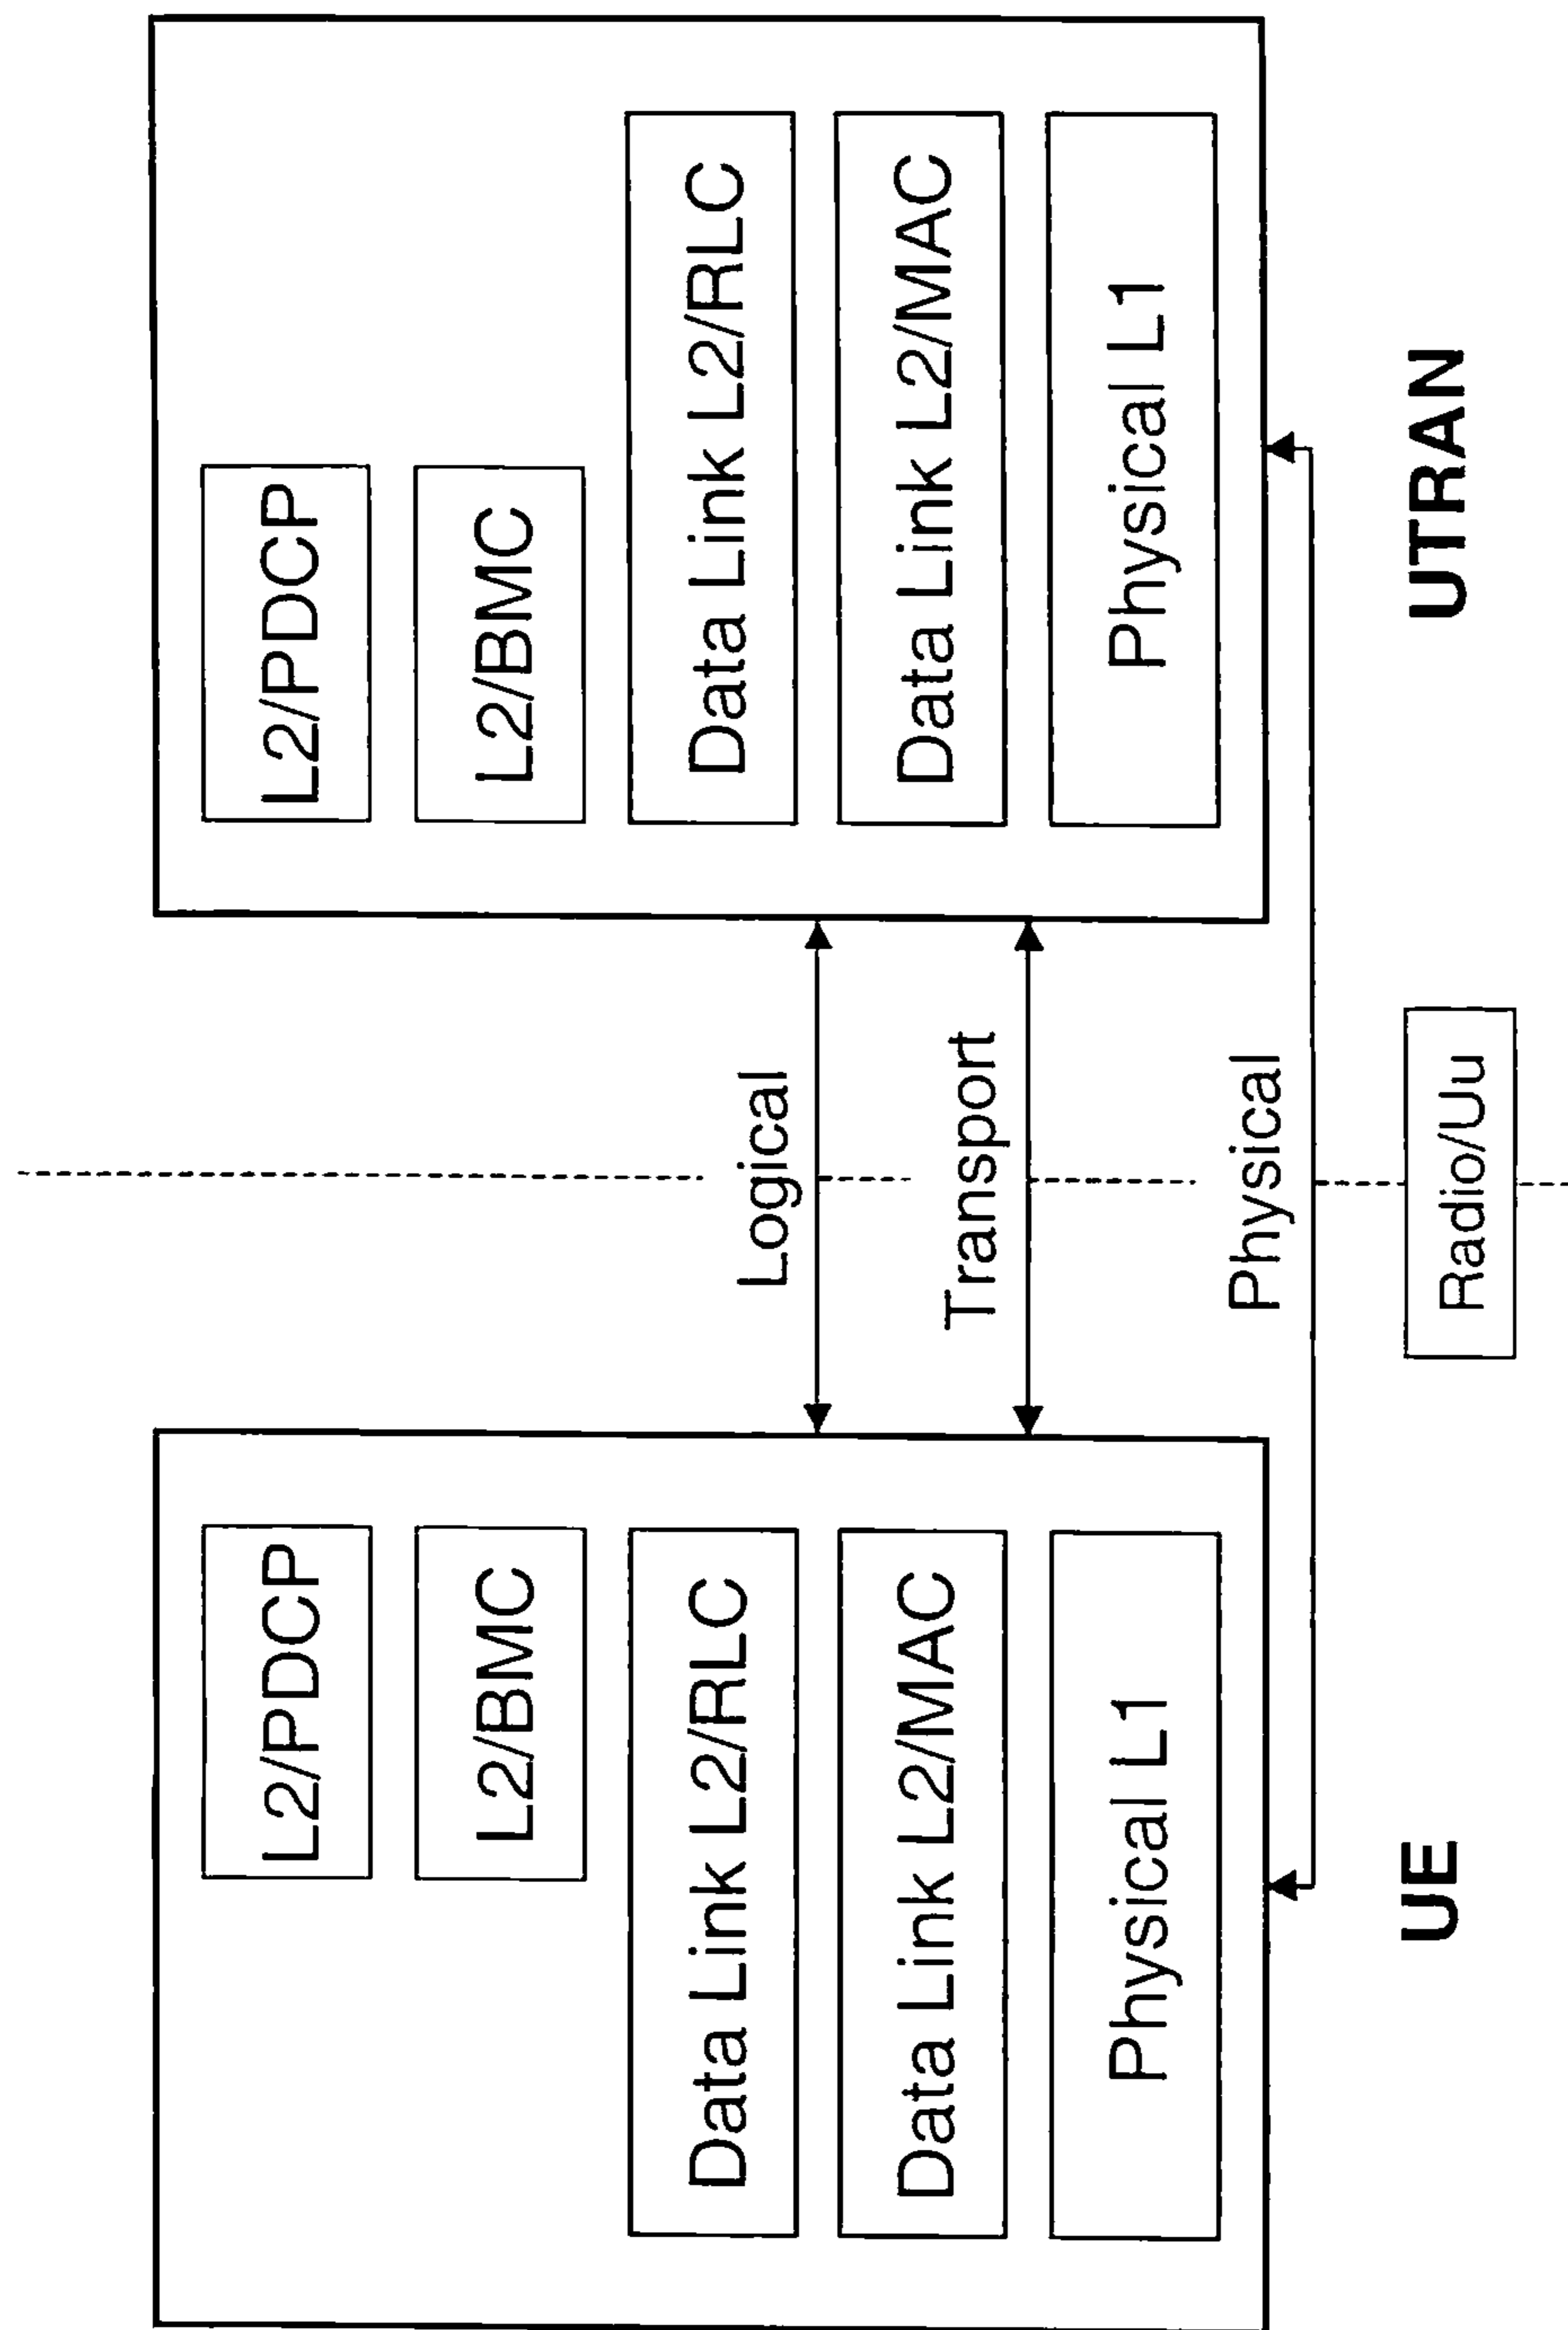 L2/PDCP
L2/BMC
Data Link L2/RLC
Data Link L2/MAC
Physical L1
UE
Logical
Transport
Physical
Radio/Uu
L2/PDCP
L2/BMC
Data Link L2/RLC
Data Link L2/MAC
Physical L1
UTRAN